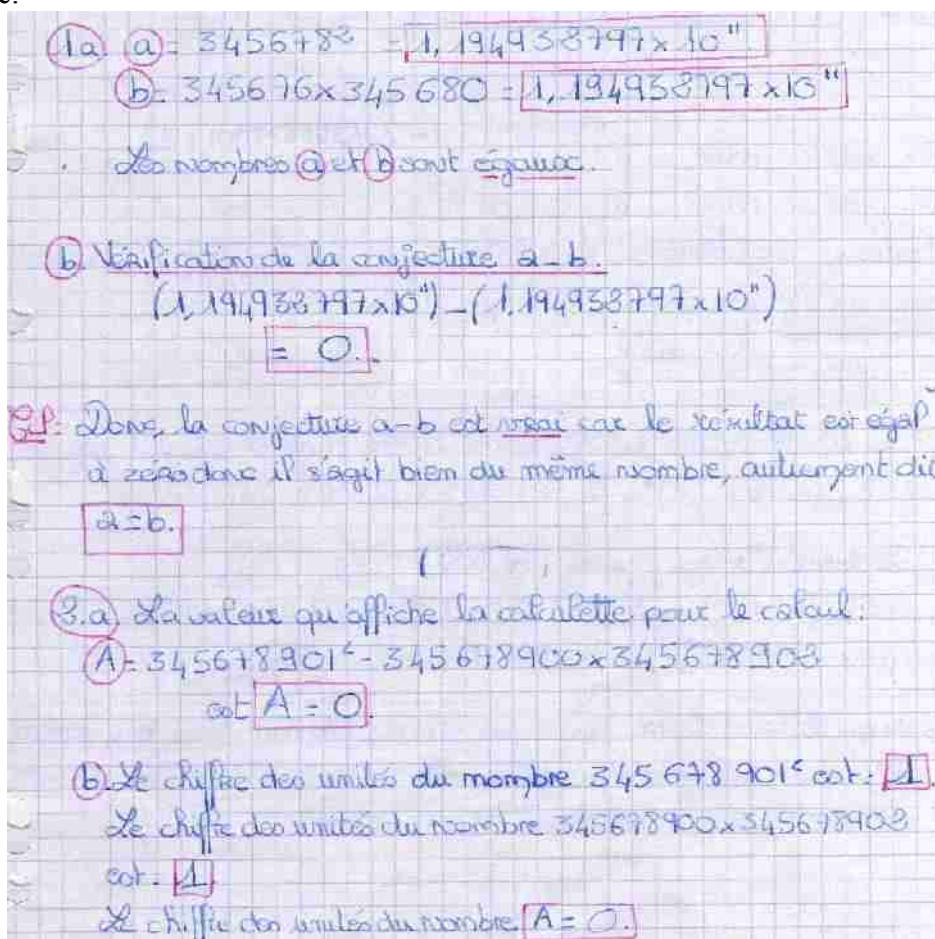 1a) a = 345678² = 1,194938797 × 10¹¹
b = 345676 × 345680 = 1,194938797 × 10¹¹
Les nombres a et b sont égaux.
b) Vérification de la conjecture a-b.
(1,194938797 × 10¹¹) - (1,194938797 × 10¹¹)
= 0.
Donc, la conjecture a-b est vrai car le résultat est égal
à zéro donc il s'agit bien du même nombre, autrement dit
a=b.
3.a) La valeur qu'affiche la calculette pour le calcul:
A = 345678901² - 345678900 × 345678902
est A = 0.
b) Le chiffre des unités du nombre 345 678 901² est : 1.
Le chiffre des unités du nombre 345678900 × 345678902
est : 1
Le chiffre des unités du nombre A = 0.